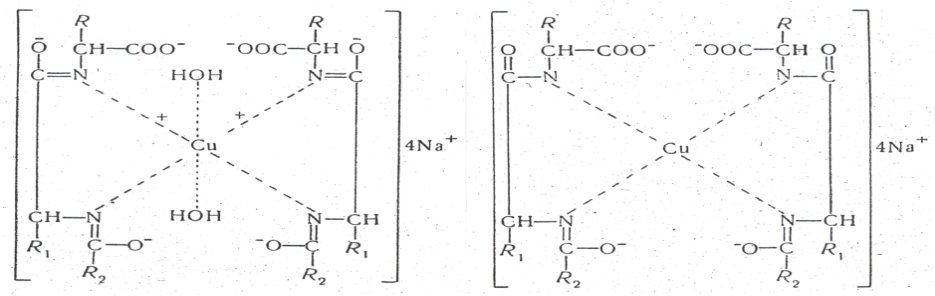 R R
Ō CH—COO⁻ ⁻OOC—CH Ō
C=N HOH N=C
+ +
Cu
HOH
CH—N N—CH
R₁ C—O⁻ ⁻O—C R₁
R₂ R₂
4Na⁺
R R
O CH—COO⁻ ⁻OOC—CH O
C—N N—C
Cu
CH—N N—CH
R₁ C—O⁻ ⁻O—C R₁
R₂ R₂
4Na⁺